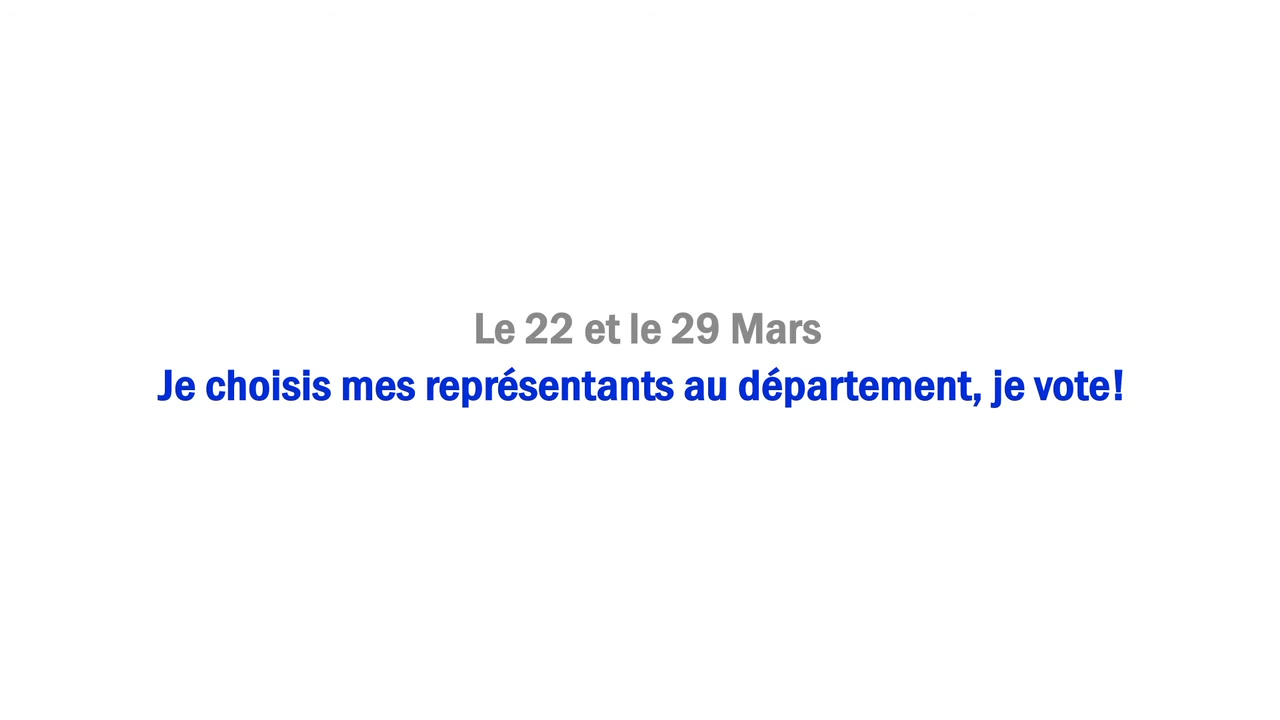 Le 22 et le 29 Mars
Je choisis mes représentants au département, je vote!